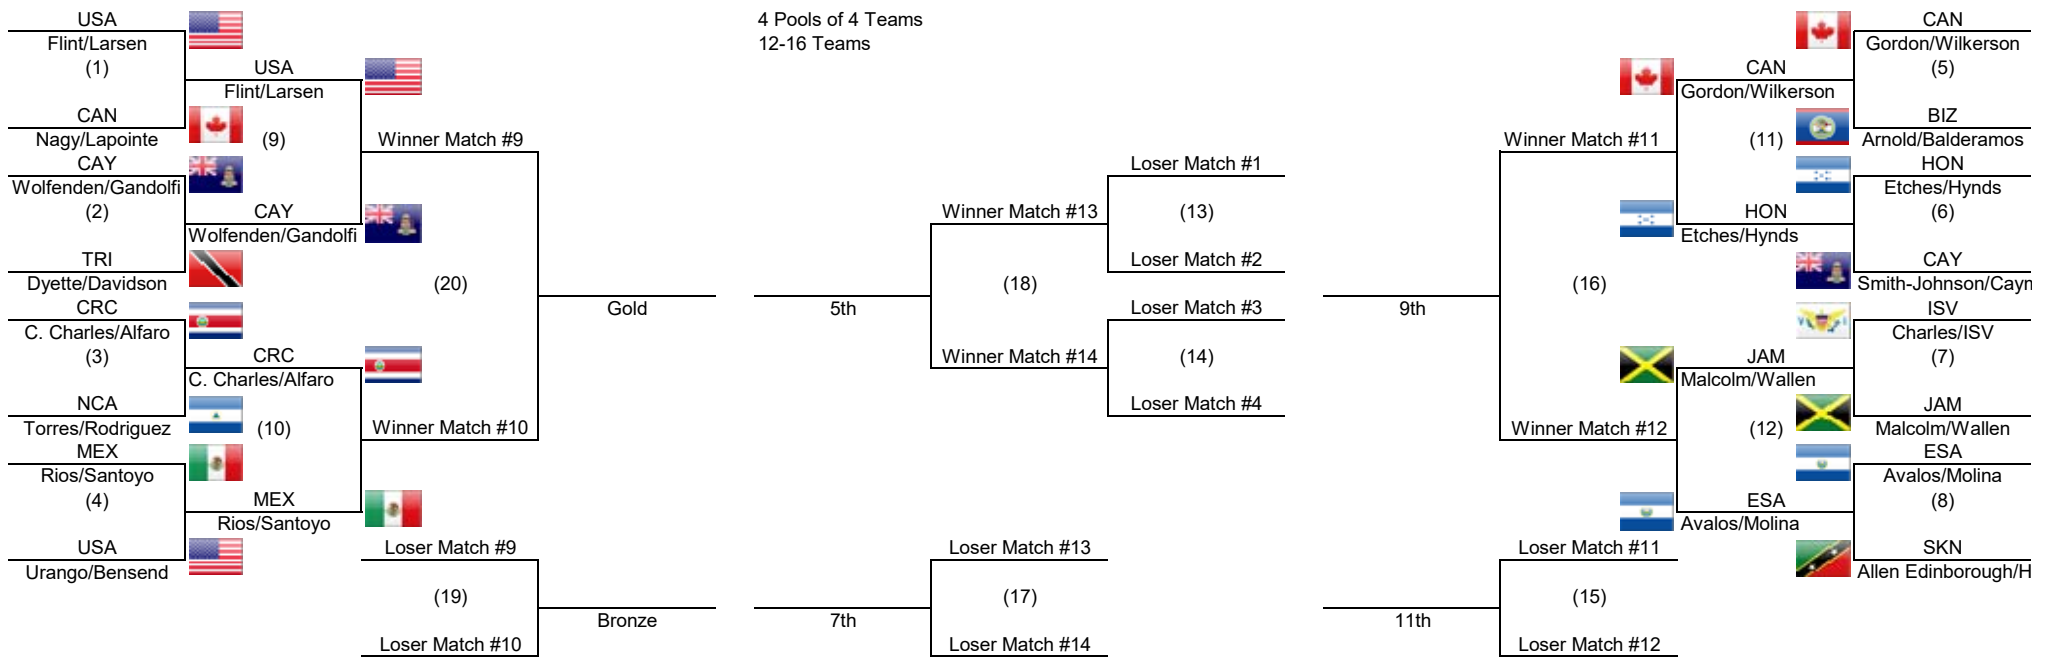 4 Pools of 4 Teams
12-16 Teams
USA
Flint/Larsen
(1)
CAN
Nagy/Lapointe
CAY
Wolfenden/Gandolfi
(2)
TRI
Dyette/Davidson
CRC
C. Charles/Alfaro
(3)
NCA
Torres/Rodriguez
MEX
Rios/Santoyo
(4)
USA
Urango/Bensend
USA
Flint/Larsen
(9)
CAY
Wolfenden/Gandolfi
CRC
C. Charles/Alfaro
(10)
MEX
Rios/Santoyo
Winner Match #9
(20)
Winner Match #10
Gold
Loser Match #9
(19)
Loser Match #10
Bronze
Loser Match #1
(13)
Loser Match #2
Loser Match #3
(14)
Loser Match #4
Winner Match #13
(18)
Winner Match #14
5th
Loser Match #13
(17)
Loser Match #14
7th
CAN
Gordon/Wilkerson
(5)
BIZ
Arnold/Balderamos
HON
Etches/Hynds
(6)
CAY
Smith-Johnson/Caym
ISV
Charles/ISV
(7)
JAM
Malcolm/Wallen
ESA
Avalos/Molina
(8)
SKN
Allen Edinborough/H
CAN
Gordon/Wilkerson
(11)
HON
Etches/Hynds
JAM
Malcolm/Wallen
(12)
ESA
Avalos/Molina
Winner Match #11
(16)
Winner Match #12
9th
Loser Match #11
(15)
Loser Match #12
11th